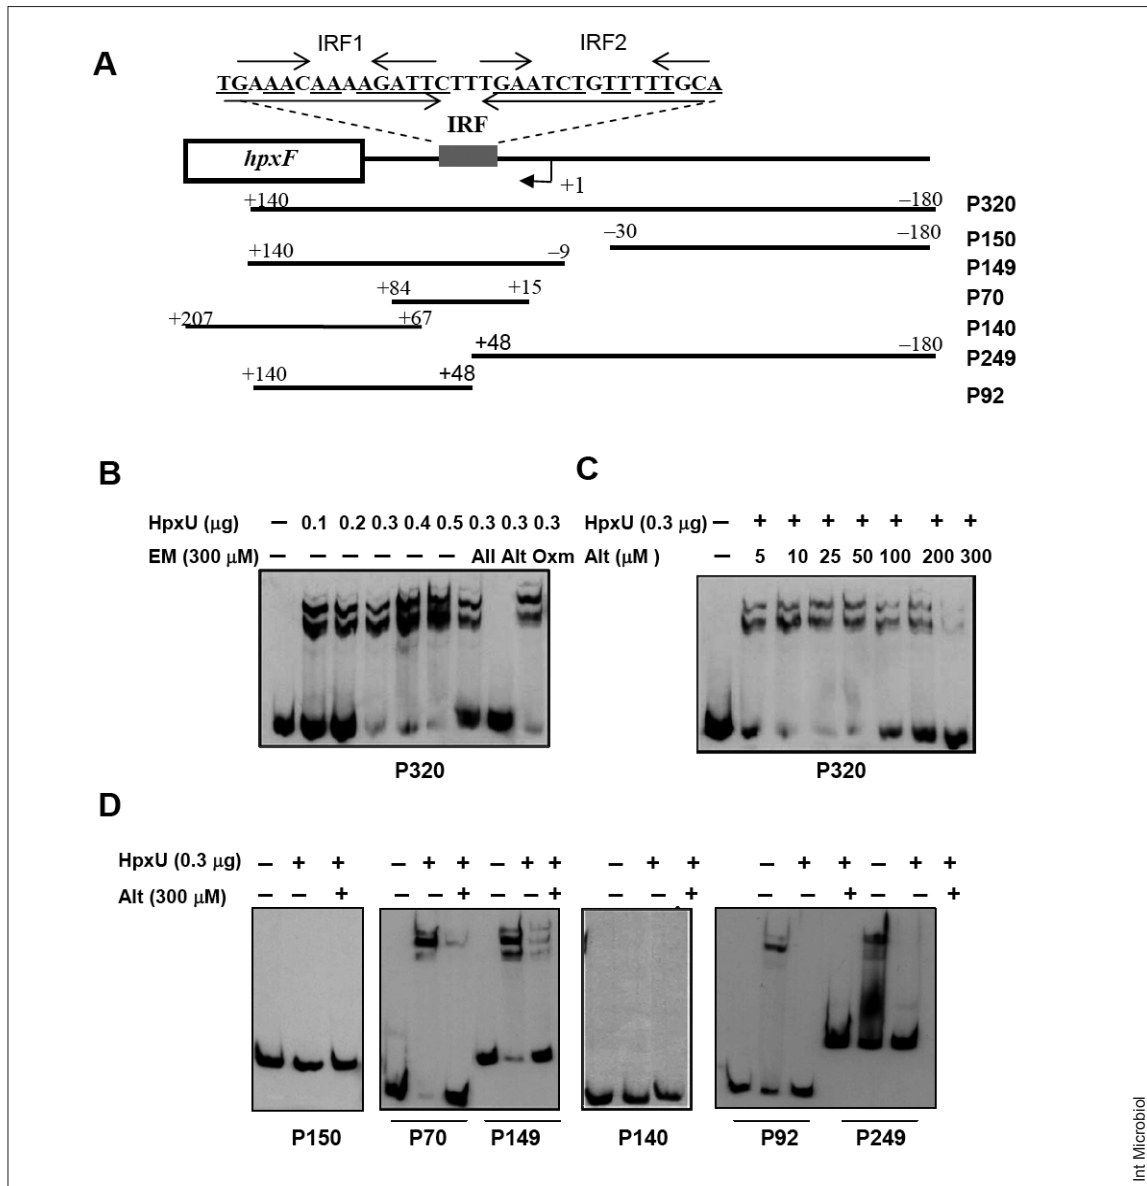 A
IRF1 IRF2
TGAAACAAAAGATTCTTTGAATCTGTTTTTGCA
IRF
hpxF
+1
+140 –180 P320
–30 –180 P150
+140 –9 P149
+84 +15 P70
+207 +67 P140
+48 –180 P249
+140 +48 P92
B
HpxU (μg) – 0.1 0.2 0.3 0.4 0.5 0.3 0.3 0.3
EM (300 μM) – – – – – – All Alt Oxm
P320
C
HpxU (0.3 μg) – + + + + + + +
Alt (μM ) – 5 10 25 50 100 200 300
P320
D
HpxU (0.3 μg) – + + – + + – + + – + + – + + – + +
Alt (300 μM) – – + – – + – – + – – + – – + – – +
P150 P70 P149 P140 P92 P249
Int Microbiol